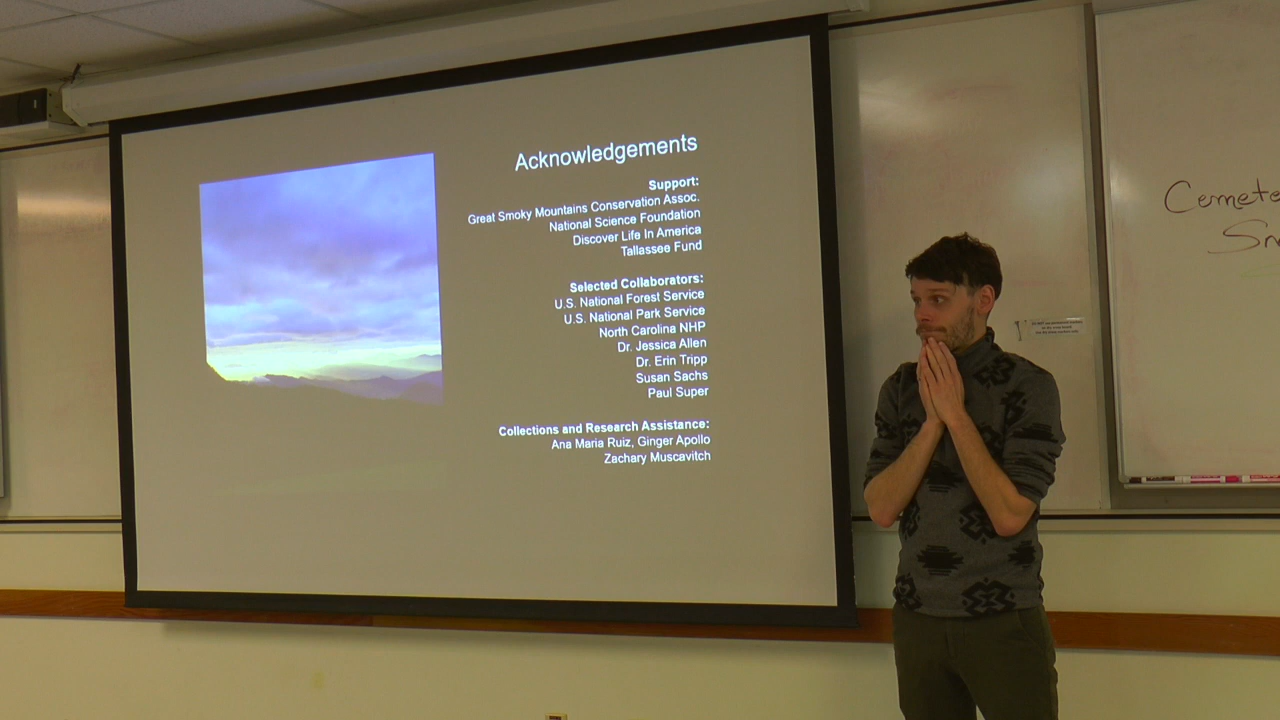 Acknowledgements
Support:
Great Smoky Mountains Conservation Assoc.
National Science Foundation
Discover Life In America
Tallassee Fund
Selected Collaborators:
U.S. National Forest Service
U.S. National Park Service
North Carolina NHP
Dr. Jessica Allen
Dr. Erin Tripp
Susan Sachs
Paul Super
Collections and Research Assistance:
Ana Maria Ruiz, Ginger Apollo
Zachary Muscavitch
Cemete
Sm